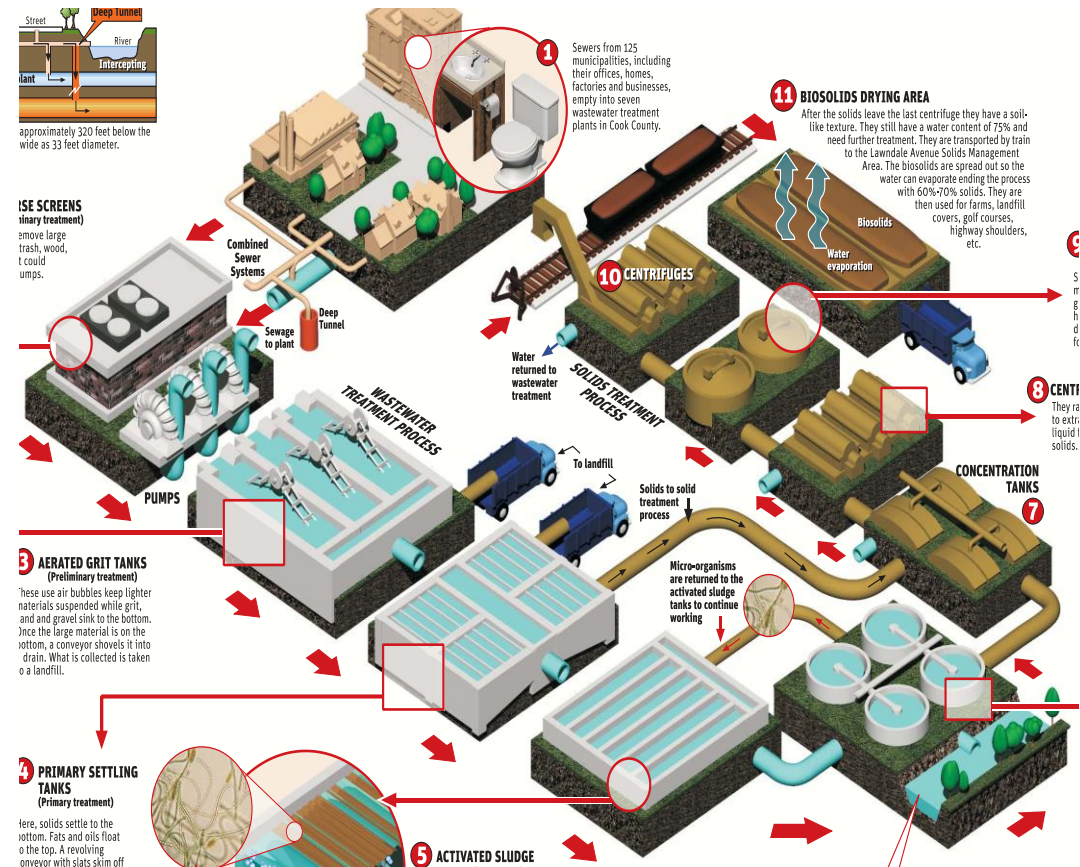 Street
Deep Tunnel
River
Intercepting
plant
approximately 320 feet below the
wide as 33 feet diameter.
1
Sewers from 125
municipalities, including
their offices, homes,
factories and businesses,
empty into seven
wastewater treatment
plants in Cook County.
11 BIOSOLIDS DRYING AREA
After the solids leave the last centrifuge they have a soil-
like texture. They still have a water content of 75% and
need further treatment. They are transported by train
to the Lawndale Avenue Solids Management
Area. The biosolids are spread out so the
water can evaporate ending the process
with 60%-70% solids. They are
then used for farms, landfill
covers, golf courses,
highway shoulders,
etc.
Biosolids
Water
evaporation
RSE SCREENS
(minary treatment)
emove large
trash, wood,
t could
umps.
Combined
Sewer
Systems
Deep
Tunnel
Sewage
to plant
10 CENTRIFUGES
Water
returned to
wastewater
treatment
SOLIDS TREATMENT
PROCESS
9
8 CENTR
They ra
to extra
liquid
solids.
WASTEWATER
TREATMENT PROCESS
To landfill
PUMPS
Solids to solid
treatment
process
CONCENTRATION
TANKS
7
3 AERATED GRIT TANKS
(Preliminary treatment)
These use air bubbles keep lighter
materials suspended while grit,
and and gravel sink to the bottom.
Once the large material is on the
bottom, a conveyor shovels it into
drain. What is collected is taken
o a landfill.
Micro-organisms
are returned to the
activated sludge
tanks to continue
working
4 PRIMARY SETTLING
TANKS
(Primary treatment)
Here, solids settle to the
bottom. Fats and oils float
o the top. A revolving
conveyor with slats skim off
5 ACTIVATED SLUDGE